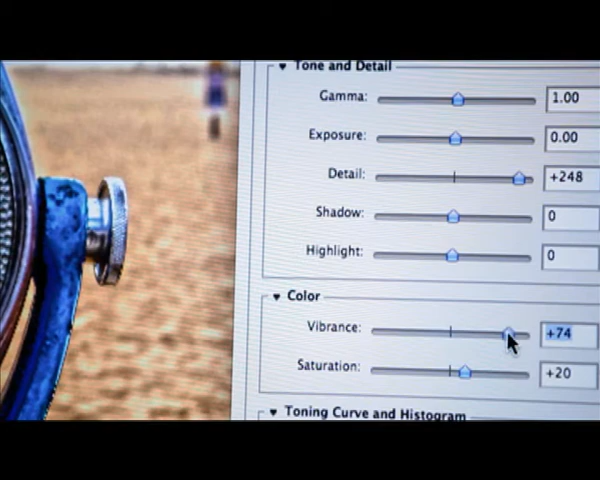 Tone and Detail
Gamma: 1.00
Exposure: 0.00
Detail: +248
Shadow: 0
Highlight: 0
Color
Vibrance: +74
Saturation: +20
Toning Curve and Histogram